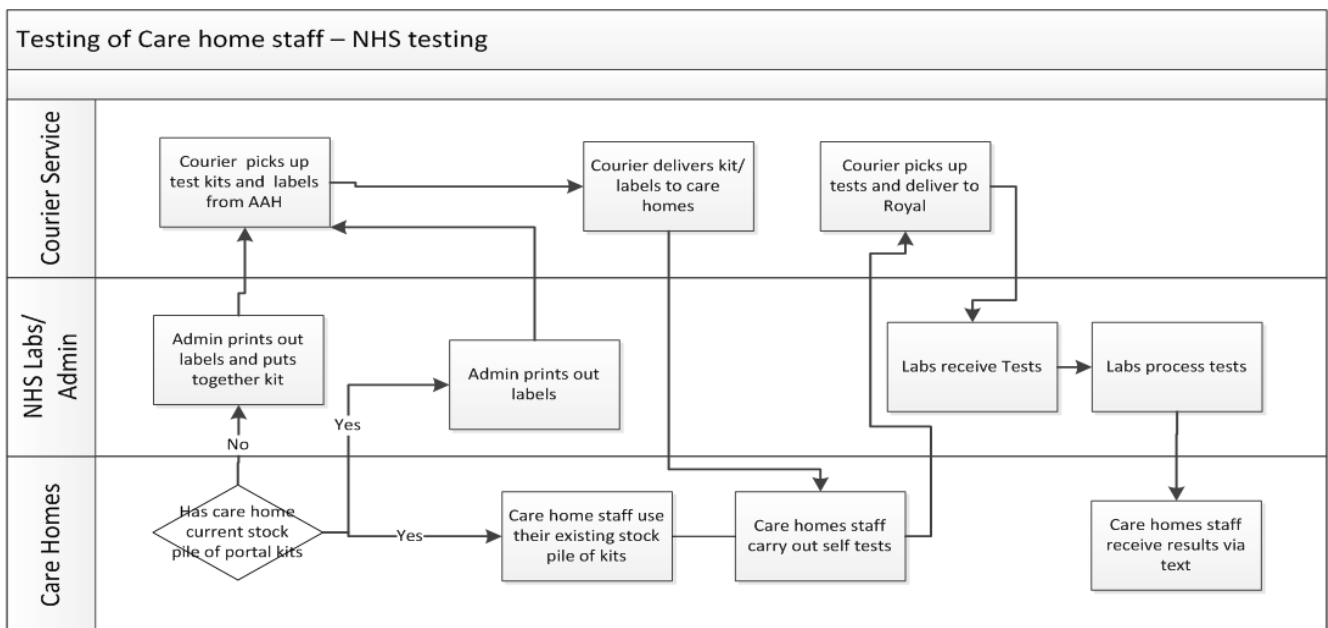 Testing of Care home staff – NHS testing
Courier Service
Courier picks up
test kits and labels
from AAH
Courier delivers kit/
labels to care
homes
Courier picks up
tests and deliver to
Royal
NHS Labs/
Admin
Admin prints out
labels and puts
together kit
Admin prints out
labels
Labs receive Tests
Labs process tests
No
Yes
Care Homes
Has care home
current stock
pile of portal kits
Yes
Care home staff use
their existing stock
pile of kits
Care homes staff
carry out self tests
Care homes staff
receive results via
text